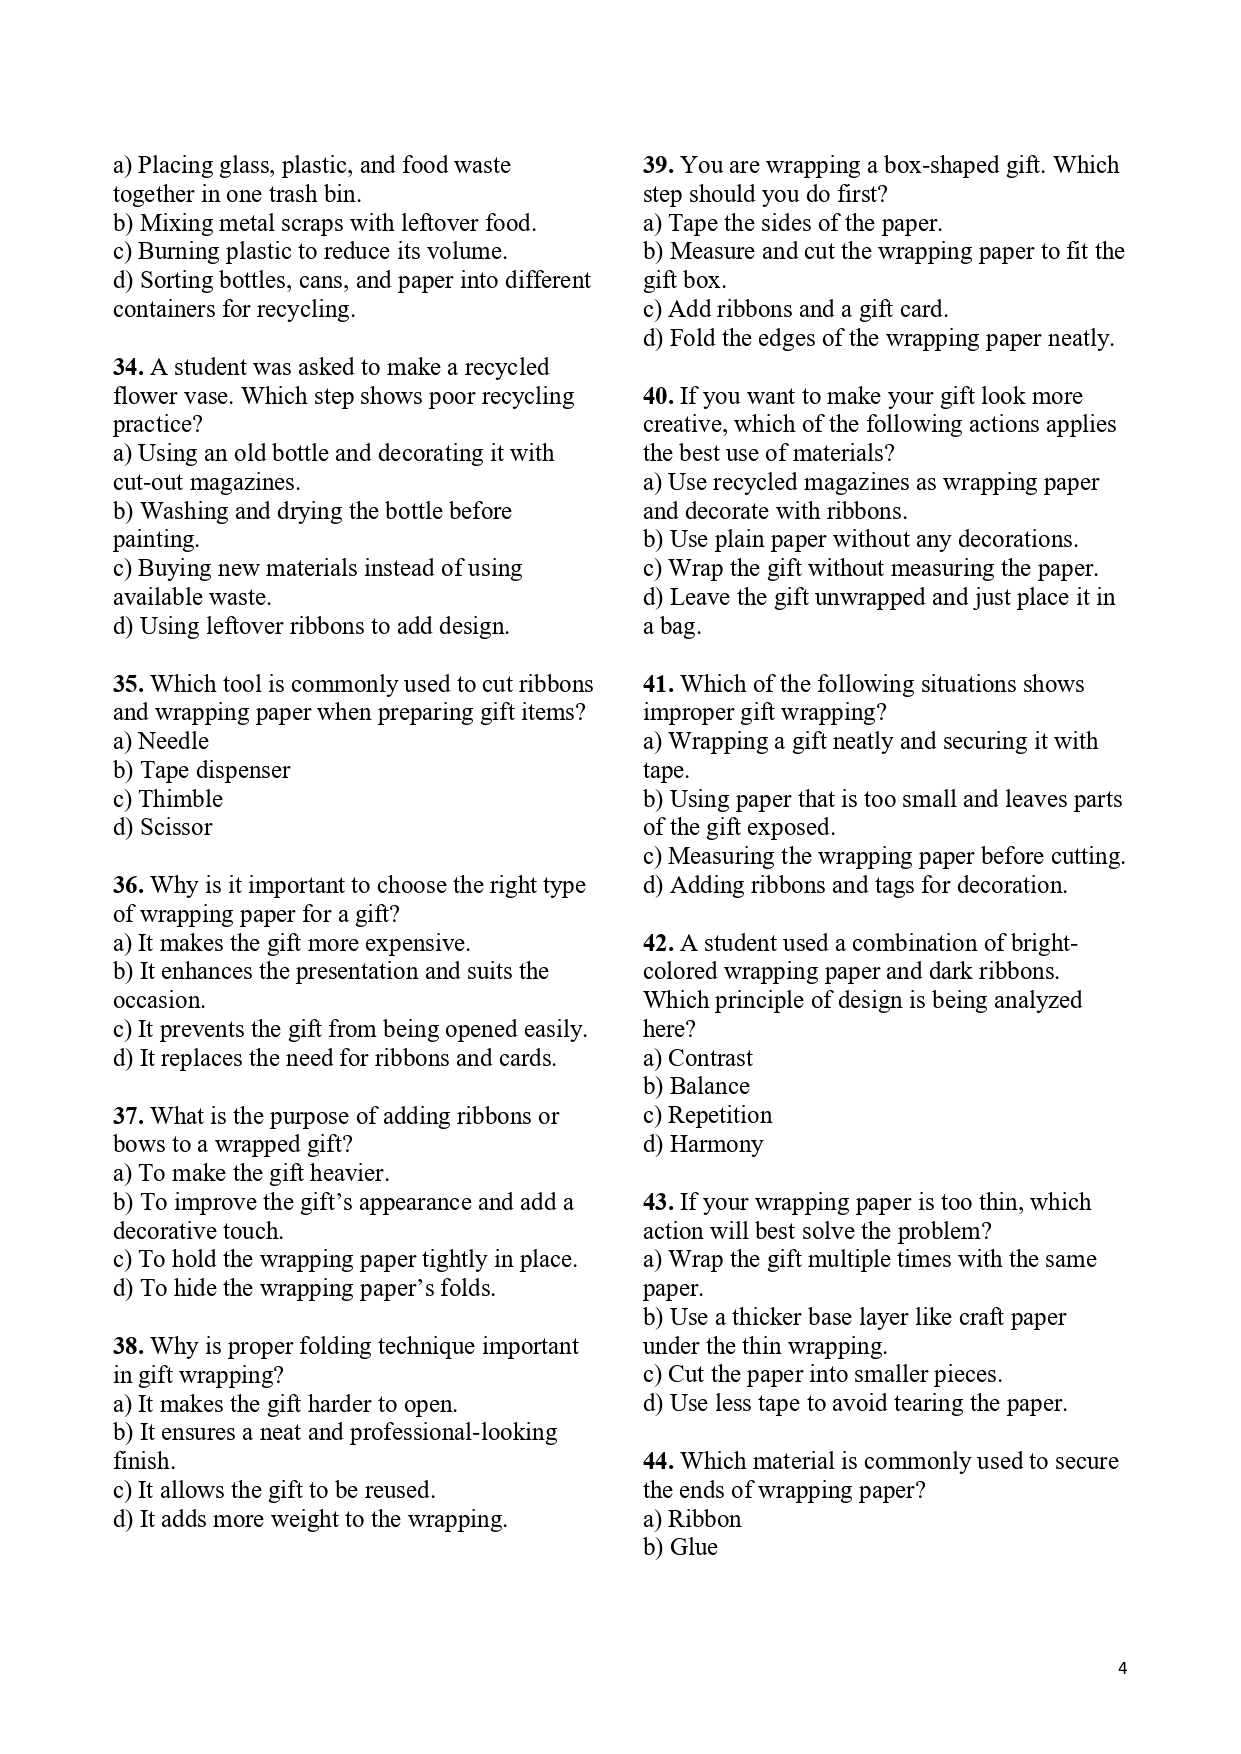 a) Placing glass, plastic, and food waste
together in one trash bin.
b) Mixing metal scraps with leftover food.
c) Burning plastic to reduce its volume.
d) Sorting bottles, cans, and paper into different
containers for recycling.
34. A student was asked to make a recycled
flower vase. Which step shows poor recycling
practice?
a) Using an old bottle and decorating it with
cut-out magazines.
b) Washing and drying the bottle before
painting.
c) Buying new materials instead of using
available waste.
d) Using leftover ribbons to add design.
35. Which tool is commonly used to cut ribbons
and wrapping paper when preparing gift items?
a) Needle
b) Tape dispenser
c) Thimble
d) Scissor
36. Why is it important to choose the right type
of wrapping paper for a gift?
a) It makes the gift more expensive.
b) It enhances the presentation and suits the
occasion.
c) It prevents the gift from being opened easily.
d) It replaces the need for ribbons and cards.
37. What is the purpose of adding ribbons or
bows to a wrapped gift?
a) To make the gift heavier.
b) To improve the gift’s appearance and add a
decorative touch.
c) To hold the wrapping paper tightly in place.
d) To hide the wrapping paper’s folds.
38. Why is proper folding technique important
in gift wrapping?
a) It makes the gift harder to open.
b) It ensures a neat and professional-looking
finish.
c) It allows the gift to be reused.
d) It adds more weight to the wrapping.
39. You are wrapping a box-shaped gift. Which
step should you do first?
a) Tape the sides of the paper.
b) Measure and cut the wrapping paper to fit the
gift box.
c) Add ribbons and a gift card.
d) Fold the edges of the wrapping paper neatly.
40. If you want to make your gift look more
creative, which of the following actions applies
the best use of materials?
a) Use recycled magazines as wrapping paper
and decorate with ribbons.
b) Use plain paper without any decorations.
c) Wrap the gift without measuring the paper.
d) Leave the gift unwrapped and just place it in
a bag.
41. Which of the following situations shows
improper gift wrapping?
a) Wrapping a gift neatly and securing it with
tape.
b) Using paper that is too small and leaves parts
of the gift exposed.
c) Measuring the wrapping paper before cutting.
d) Adding ribbons and tags for decoration.
42. A student used a combination of bright-
colored wrapping paper and dark ribbons.
Which principle of design is being analyzed
here?
a) Contrast
b) Balance
c) Repetition
d) Harmony
43. If your wrapping paper is too thin, which
action will best solve the problem?
a) Wrap the gift multiple times with the same
paper.
b) Use a thicker base layer like craft paper
under the thin wrapping.
c) Cut the paper into smaller pieces.
d) Use less tape to avoid tearing the paper.
44. Which material is commonly used to secure
the ends of wrapping paper?
a) Ribbon
b) Glue
4